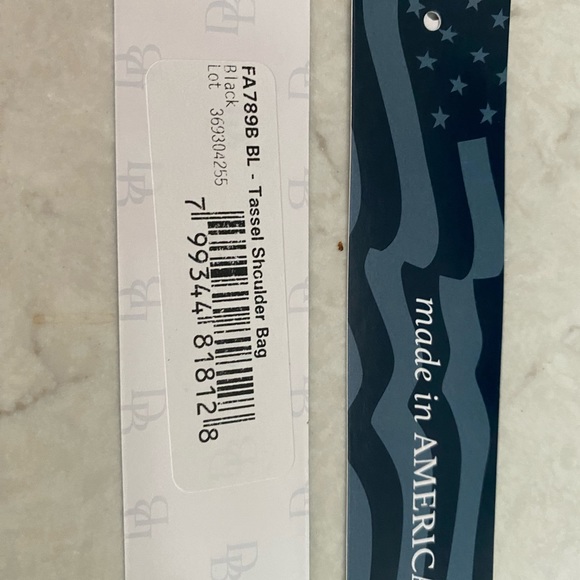 FA789B BL - Tassel Shoulder Bag
Black
Lot 369304255
7 99344 81812 8
made in AMERICA